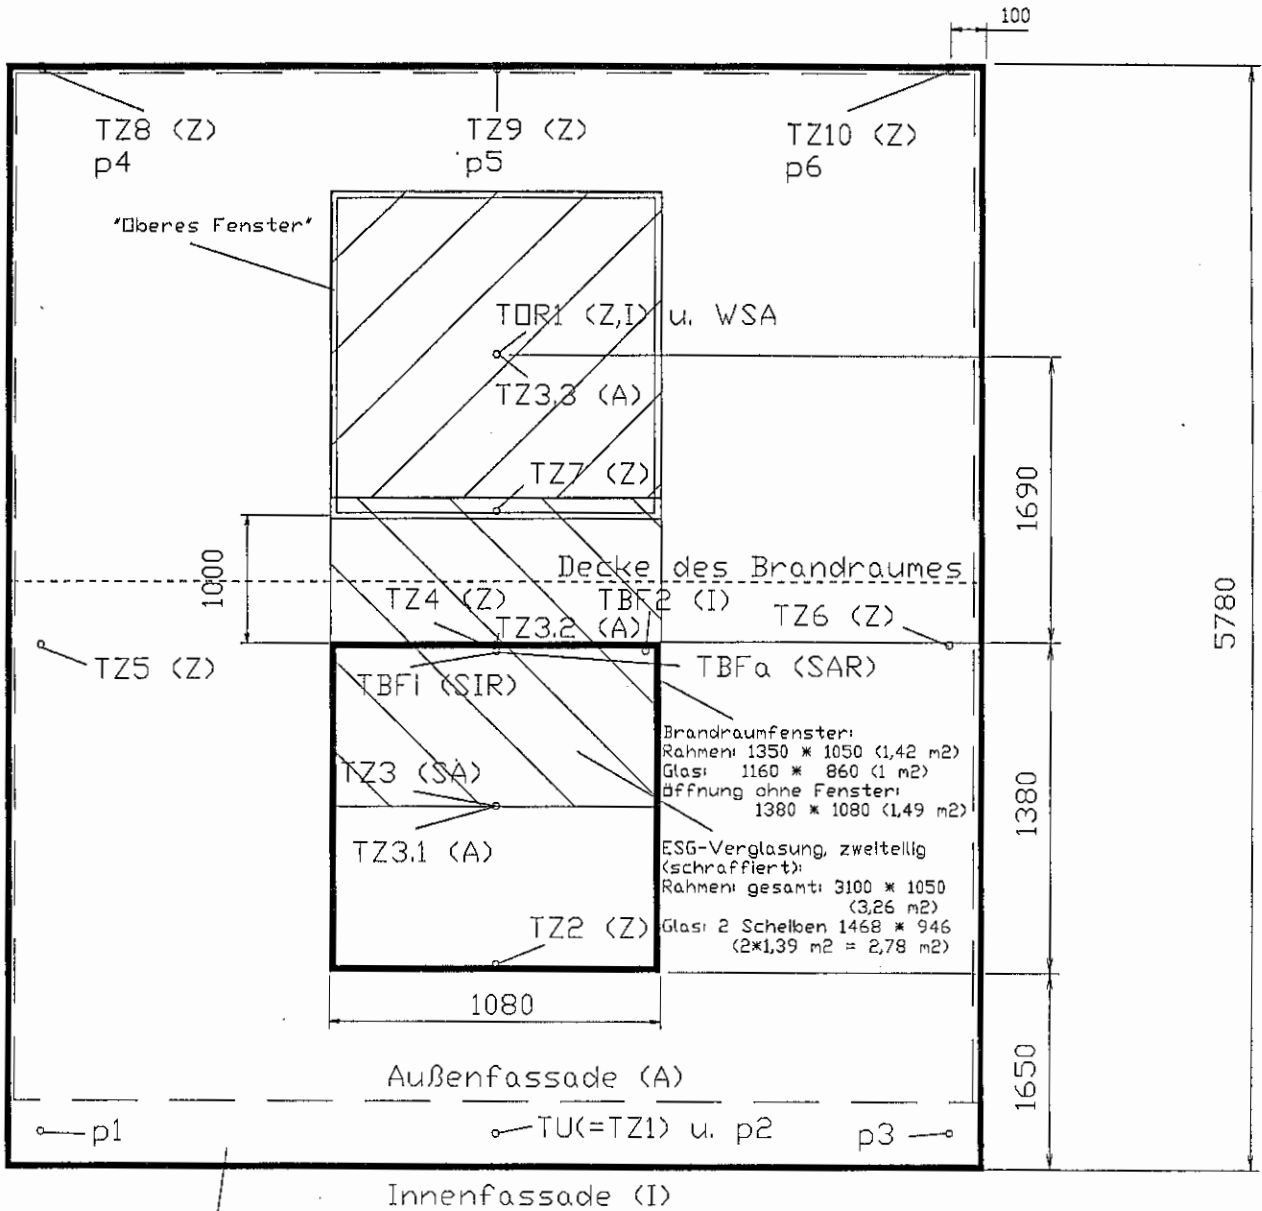 100
TZ8 (Z)
p4
TZ9 (Z)
p5
TZ10 (Z)
p6
"Oberes Fenster"
TOR1 (Z,I) u. WSA
TZ3.3 (A)
TZ7 (Z)
1690
1000
Decke des Brandraumes
5780
TZ4 (Z)
TBF2 (I)
TZ6 (Z)
TZ3.2 (A)
TZ5 (Z)
TBFi (SIR)
TBFa (SAR)
Brandraumfenster:
Rahmen: 1350 * 1050 (1,42 m2)
Glas: 1160 * 860 (1 m2)
Öffnung ohne Fenster:
1380 * 1080 (1,49 m2)
TZ3 (SA)
1380
TZ3.1 (A)
ESG-Verglasung, zweiteilig
(schraffiert):
Rahmen: gesamt: 3100 * 1050
(3,26 m2)
Glas: 2 Scheiben 1468 * 946
(2*1,39 m2 = 2,78 m2)
TZ2 (Z)
1080
1650
Außenfassade (A)
p1
TU(=TZ1) u. p2
p3
Innenfassade (I)